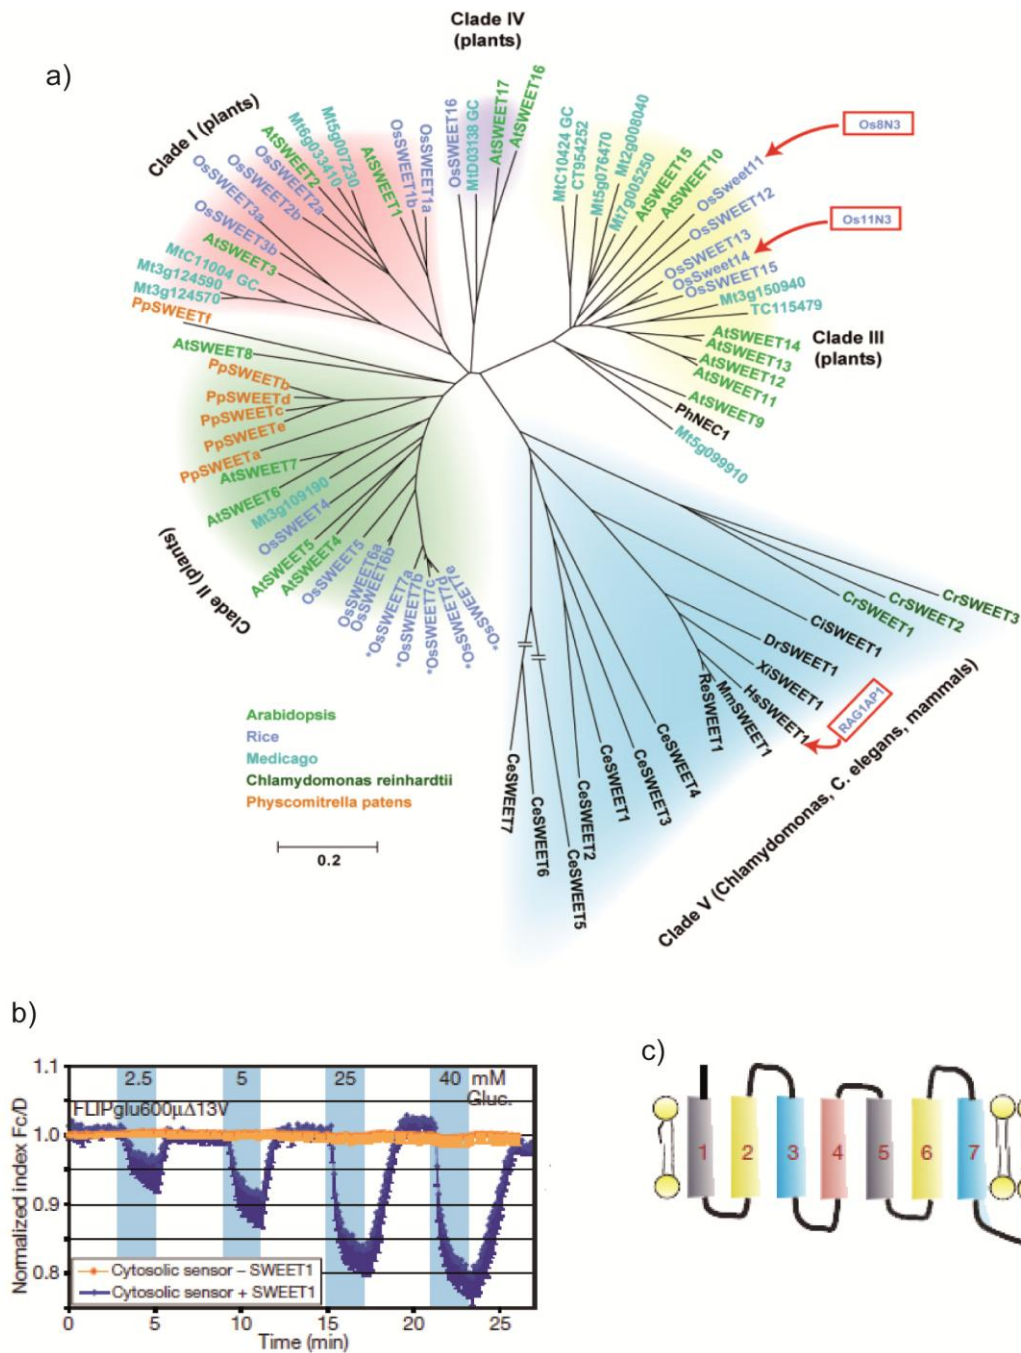 a)
Clade IV
(plants)
Clade I (plants)
Mt3g124570
Mt3g124590
MtC11004 GC
AtSWEET3
OsSWEET3b
OsSWEET3a
OsSWEET2b
OsSWEET2a
AtSWEET2
Mt6g033410
Mt5g007230
AtSWEET1
OsSWEET1b
OsSWEET1a
OsSWEET16
MtD03138 GC
AtSWEET17
AtSWEET16
MtC10424 GC
CT954252
Mt5g076470
Mt2g008040
Mt7g005250
AtSWEET15
AtSWEET10
OsSweet11
Os8N3
OsSWEET12
OsSWEET13
OsSweet14
Os11N3
OsSWEET15
Mt3g150940
TC115479
Clade III
(plants)
AtSWEET14
AtSWEET13
AtSWEET12
AtSWEET11
AtSWEET9
PhNEC1
Mt5g099910
PpSWEETf
AtSWEET8
PpSWEETb
PpSWEETd
PpSWEETc
PpSWEETe
PpSWEETa
AtSWEET7
AtSWEET6
Mt3g109190
OsSWEET4
AtSWEET5
AtSWEET4
OsSWEET5
OsSWEET6a
OsSWEET6b
*OsSWEET7a
*OsSWEET7b
*OsSWEET7c
*OsSWEET7d
*OsSWEET7e
Clade II (plants)
CrSWEET3
CrSWEET2
CrSWEET1
CiSWEET1
DrSWEET1
XiSWEET1
HsSWEET1
RAG1AP1
MmSWEET1
ReSWEET1
CeSWEET4
CeSWEET3
CeSWEET1
CeSWEET2
CeSWEET5
CeSWEET6
CeSWEET7
Clade V (Chlamydomonas, C. elegans, mammals)
Arabidopsis
Rice
Medicago
Chlamydomonas reinhardtii
Physcomitrella patens
0.2
b)
Normalized index Fc/D
1.1
1.0
0.9
0.8
2.5 5 25 40 mM
Gluc.
FLIPglu600µΔ13V
Cytosolic sensor – SWEET1
Cytosolic sensor + SWEET1
0 5 10 15 20 25
Time (min)
c)
1 2 3 4 5 6 7